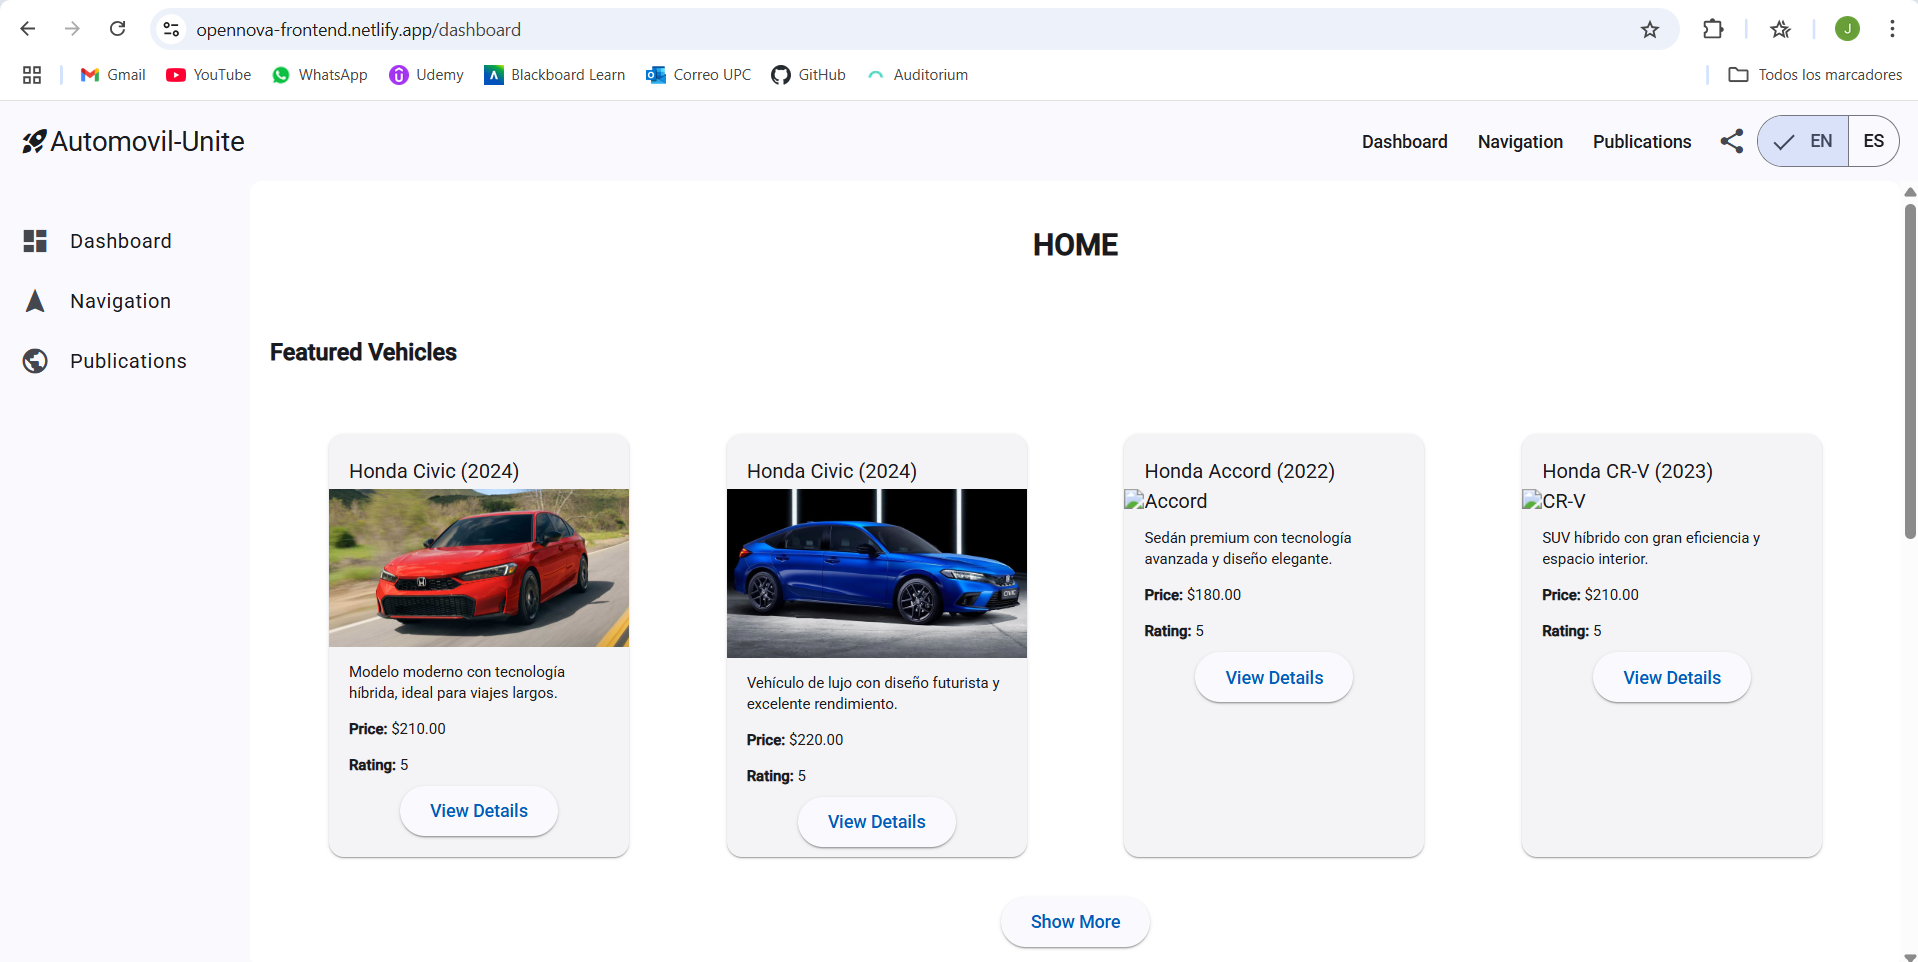 opennova-frontend.netlify.app/dashboard
J
Gmail YouTube WhatsApp Udemy Blackboard Learn Correo UPC GitHub Auditorium Todos los marcadores
Automovil-Unite
Dashboard Navigation Publications EN ES
Dashboard
Navigation
Publications
HOME
Featured Vehicles
Honda Civic (2024)
Modelo moderno con tecnología
híbrida, ideal para viajes largos.
Price: $210.00
Rating: 5
View Details
Honda Civic (2024)
CIVIC
Vehículo de lujo con diseño futurista y
excelente rendimiento.
Price: $220.00
Rating: 5
View Details
Honda Accord (2022)
Accord
Sedán premium con tecnología
avanzada y diseño elegante.
Price: $180.00
Rating: 5
View Details
Honda CR-V (2023)
CR-V
SUV híbrido con gran eficiencia y
espacio interior.
Price: $210.00
Rating: 5
View Details
Show More